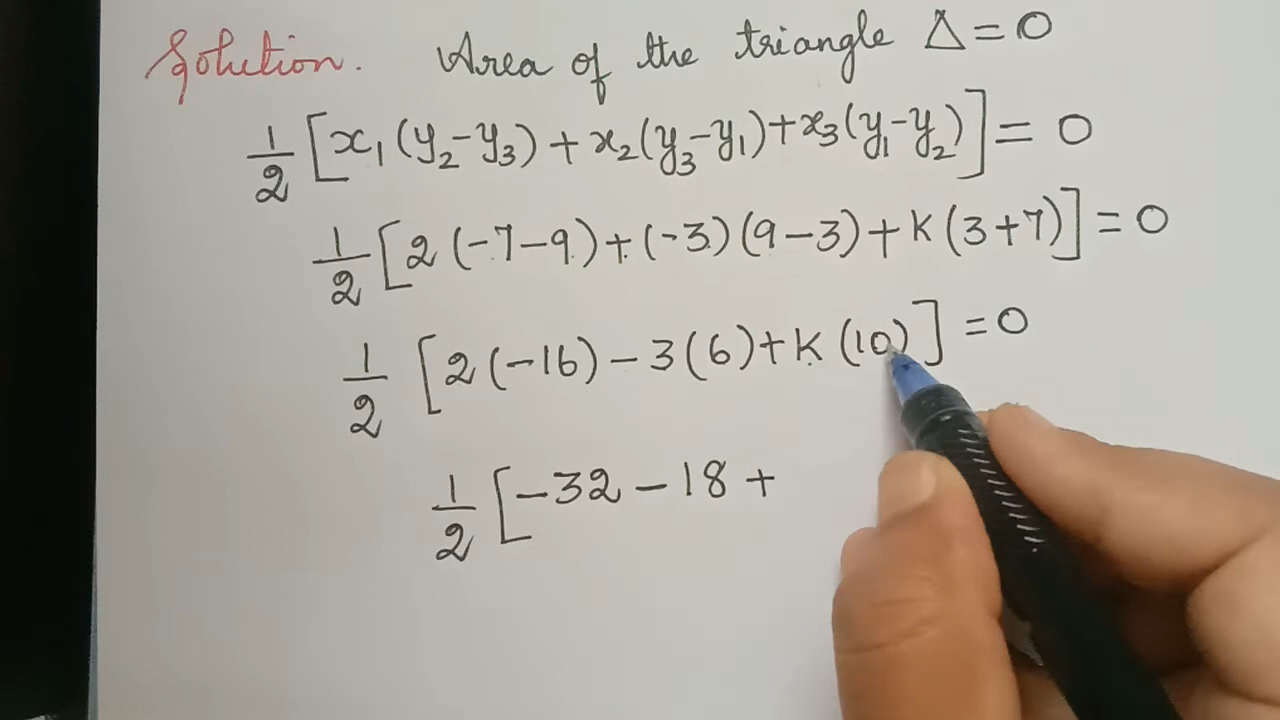 Solution. Area of the triangle Δ = 0
1/2 [x₁(y₂-y₃) + x₂(y₃-y₁) + x₃(y₁-y₂)] = 0
1/2 [2(-7-9) + (-3)(9-3) + K(3+7)] = 0
1/2 [2(-16) - 3(6) + K(10)] = 0
1/2 [-32 - 18 +